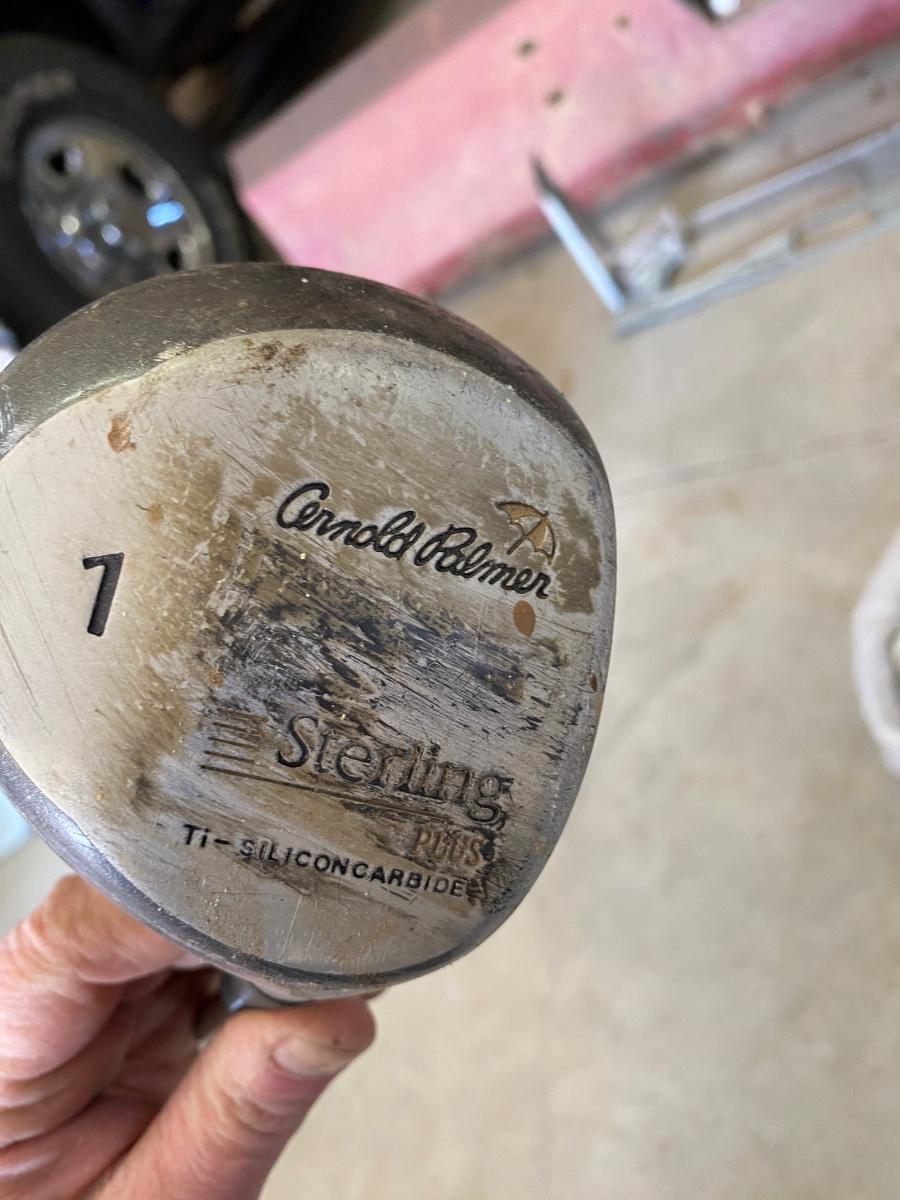 Arnold Palmer
1
Sterling
PLUS
Ti-SILICONCARBIDE